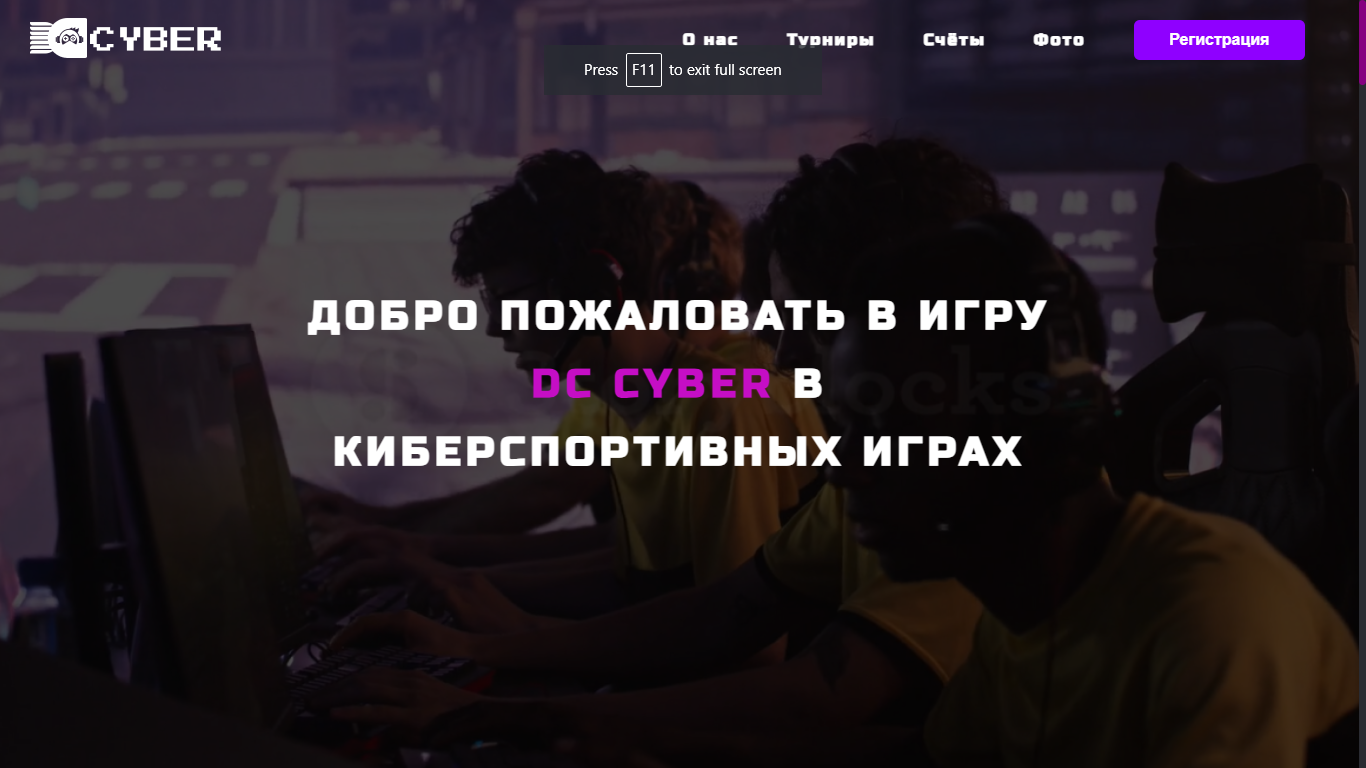 CYBER
О нас
Турниры
Счёты
Фото
Регистрация
Press F11 to exit full screen
ДОБРО ПОЖАЛОВАТЬ В ИГРУ
DC CYBER В
КИБЕРСПОРТИВНЫХ ИГРАХ